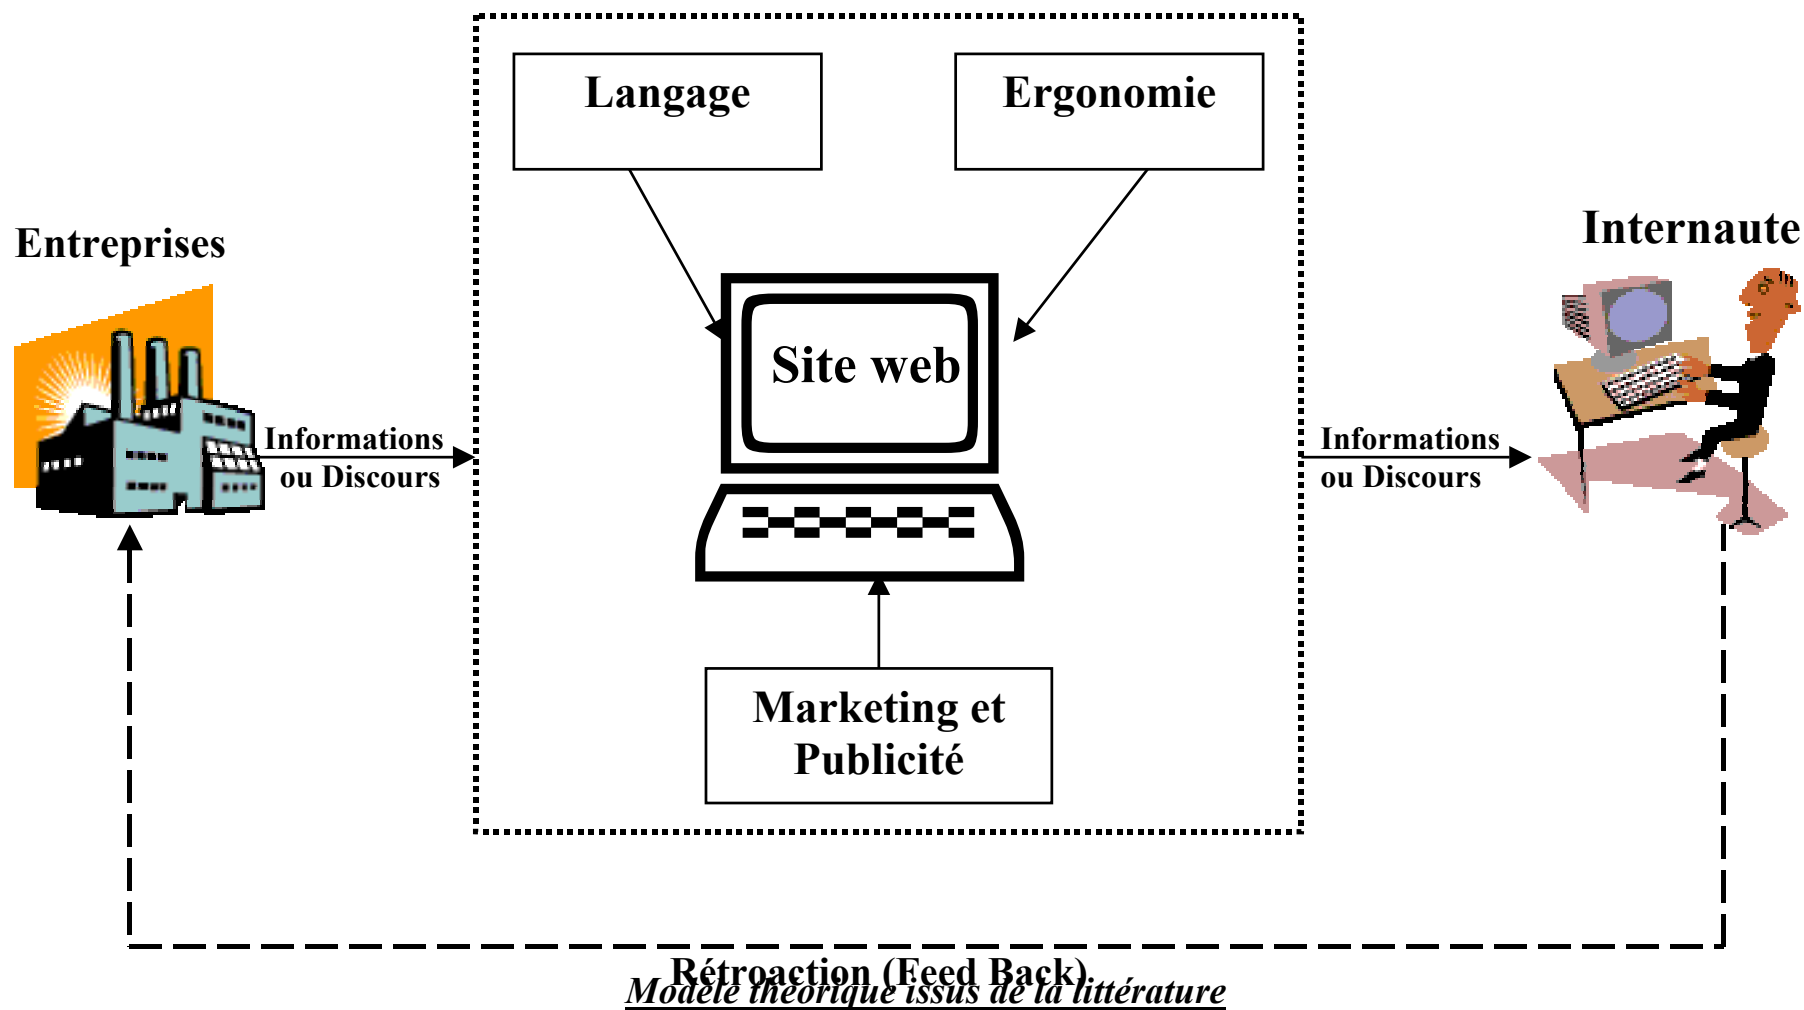 Langage
Ergonomie
Entreprises
Internaute
Site web
Informations
ou Discours
Informations
ou Discours
Marketing et
Publicité
Rétroaction (Feed Back)
Modèle théorique issus de la littérature